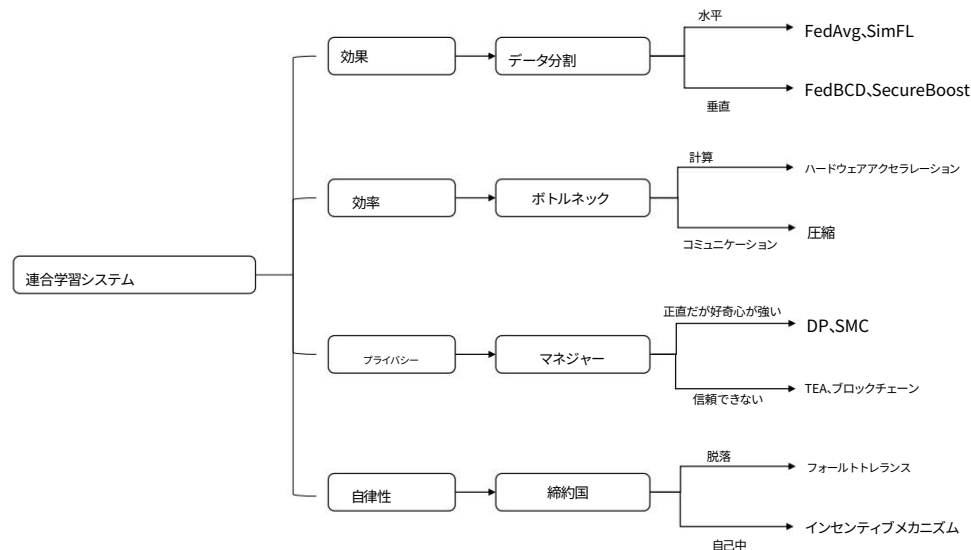 連合学習システム
効果
データ分割
水平
FedAvg、SimFL
垂直
FedBCD、SecureBoost
効率
ボトルネック
計算
ハードウェアアクセラレーション
コミュニケーション
圧縮
プライバシー
マネジャー
正直だが好奇心が強い
DP、SMC
信頼できない
TEA、ブロックチェーン
自律性
締約国
脱落
フォールトトレランス
自己中
インセンティブメカニズム